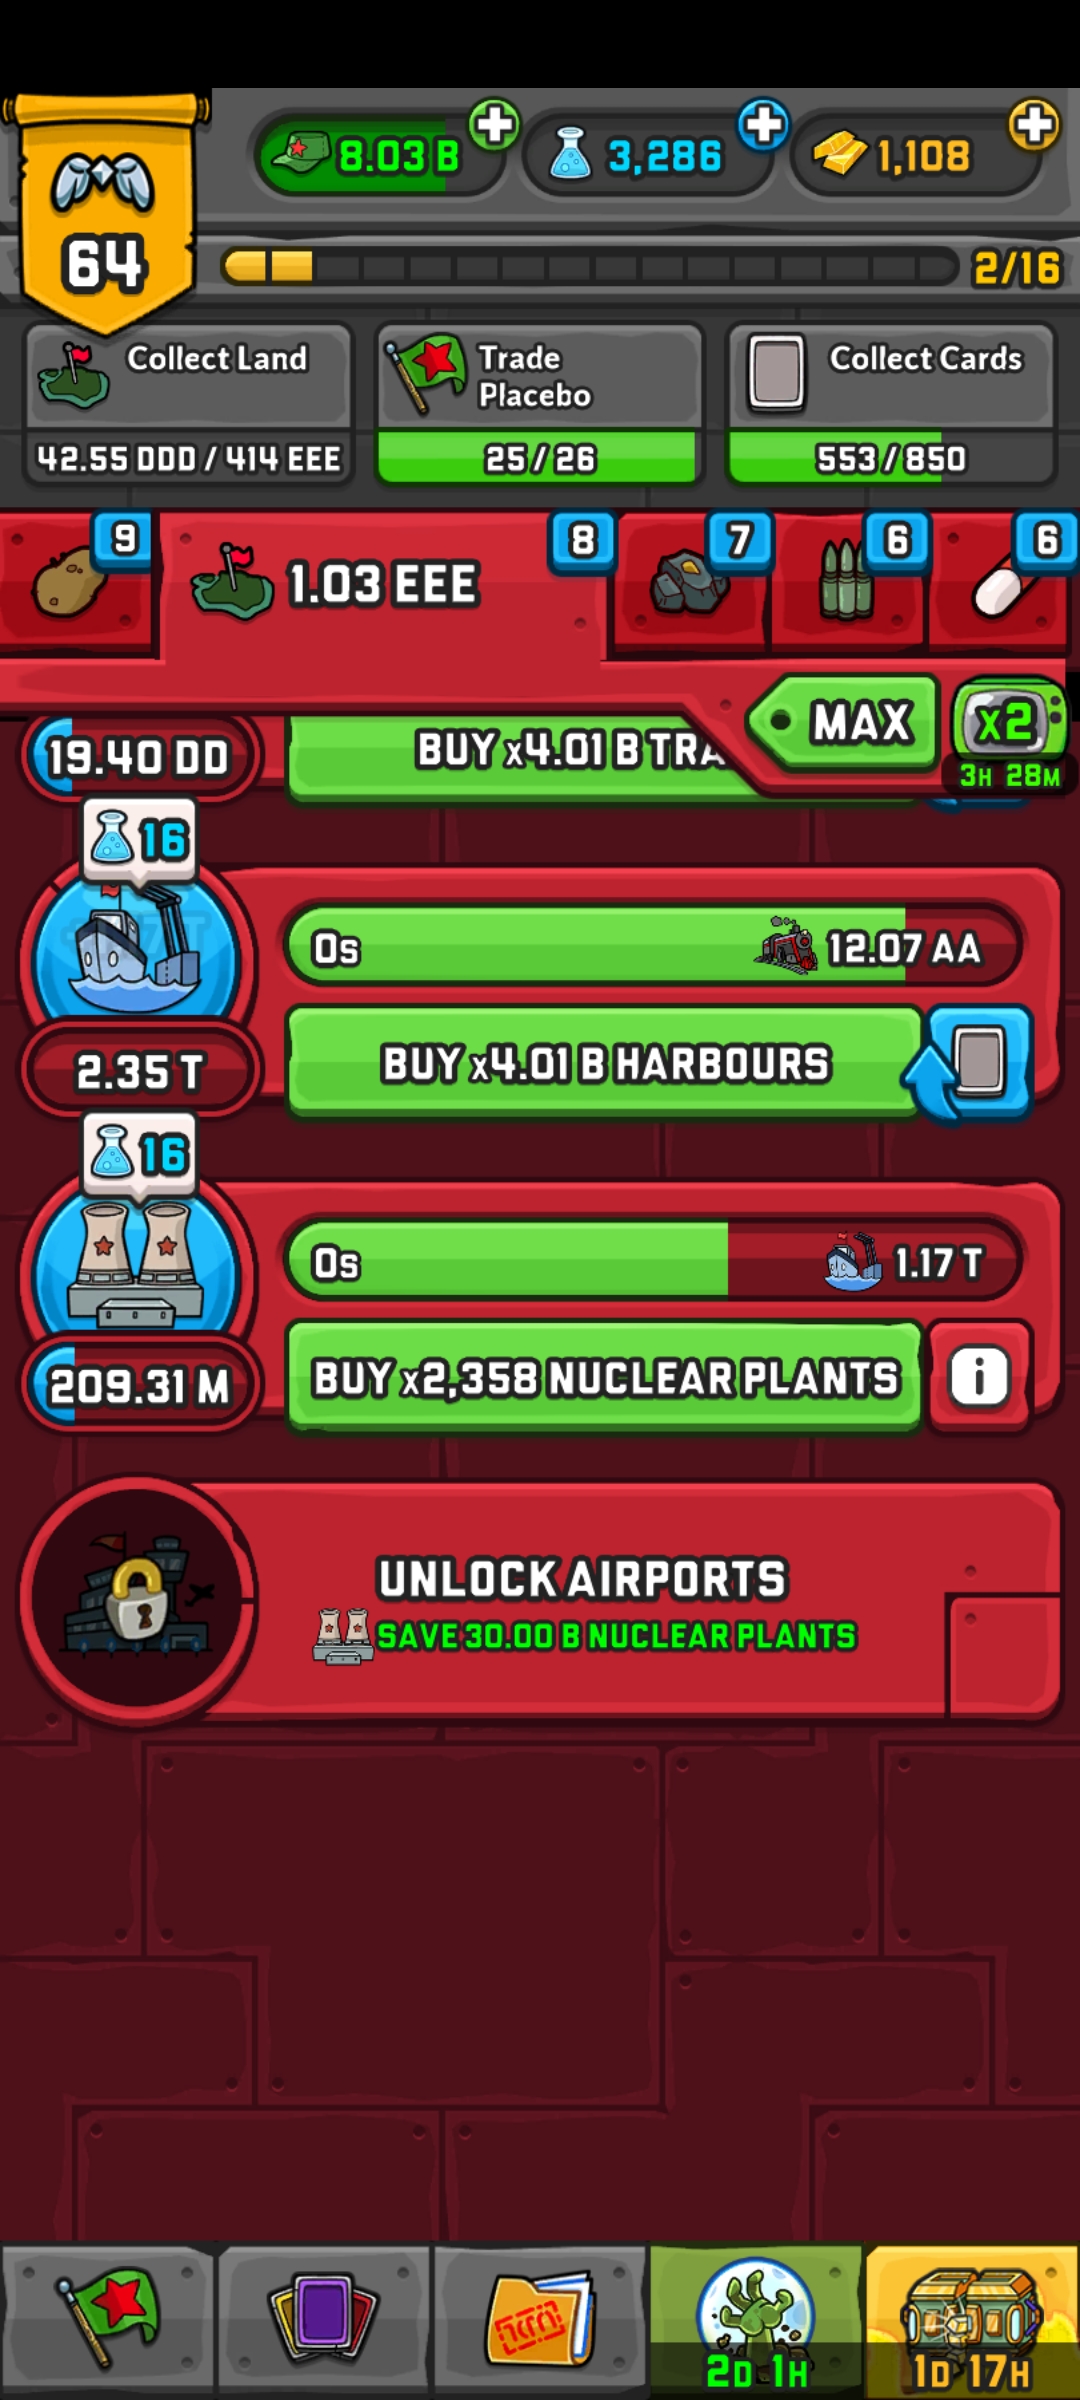 8.03 B
3,286
1,108
64
2/16
Collect Land
42.55 DDD / 414 EEE
Trade
Placebo
25 / 26
Collect Cards
553 / 850
9
1.03 EEE
8
7
6
6
MAX
x2
3H 28M
19.40 DD
BUY x4.01 B TRA
16
0s
12.07 AA
2.35 T
BUY x4.01 B HARBOURS
16
0s
1.17 T
209.31 M
BUY x2,358 NUCLEAR PLANTS
i
UNLOCK AIRPORTS
SAVE 30.00 B NUCLEAR PLANTS
2D 1H
1D 17H